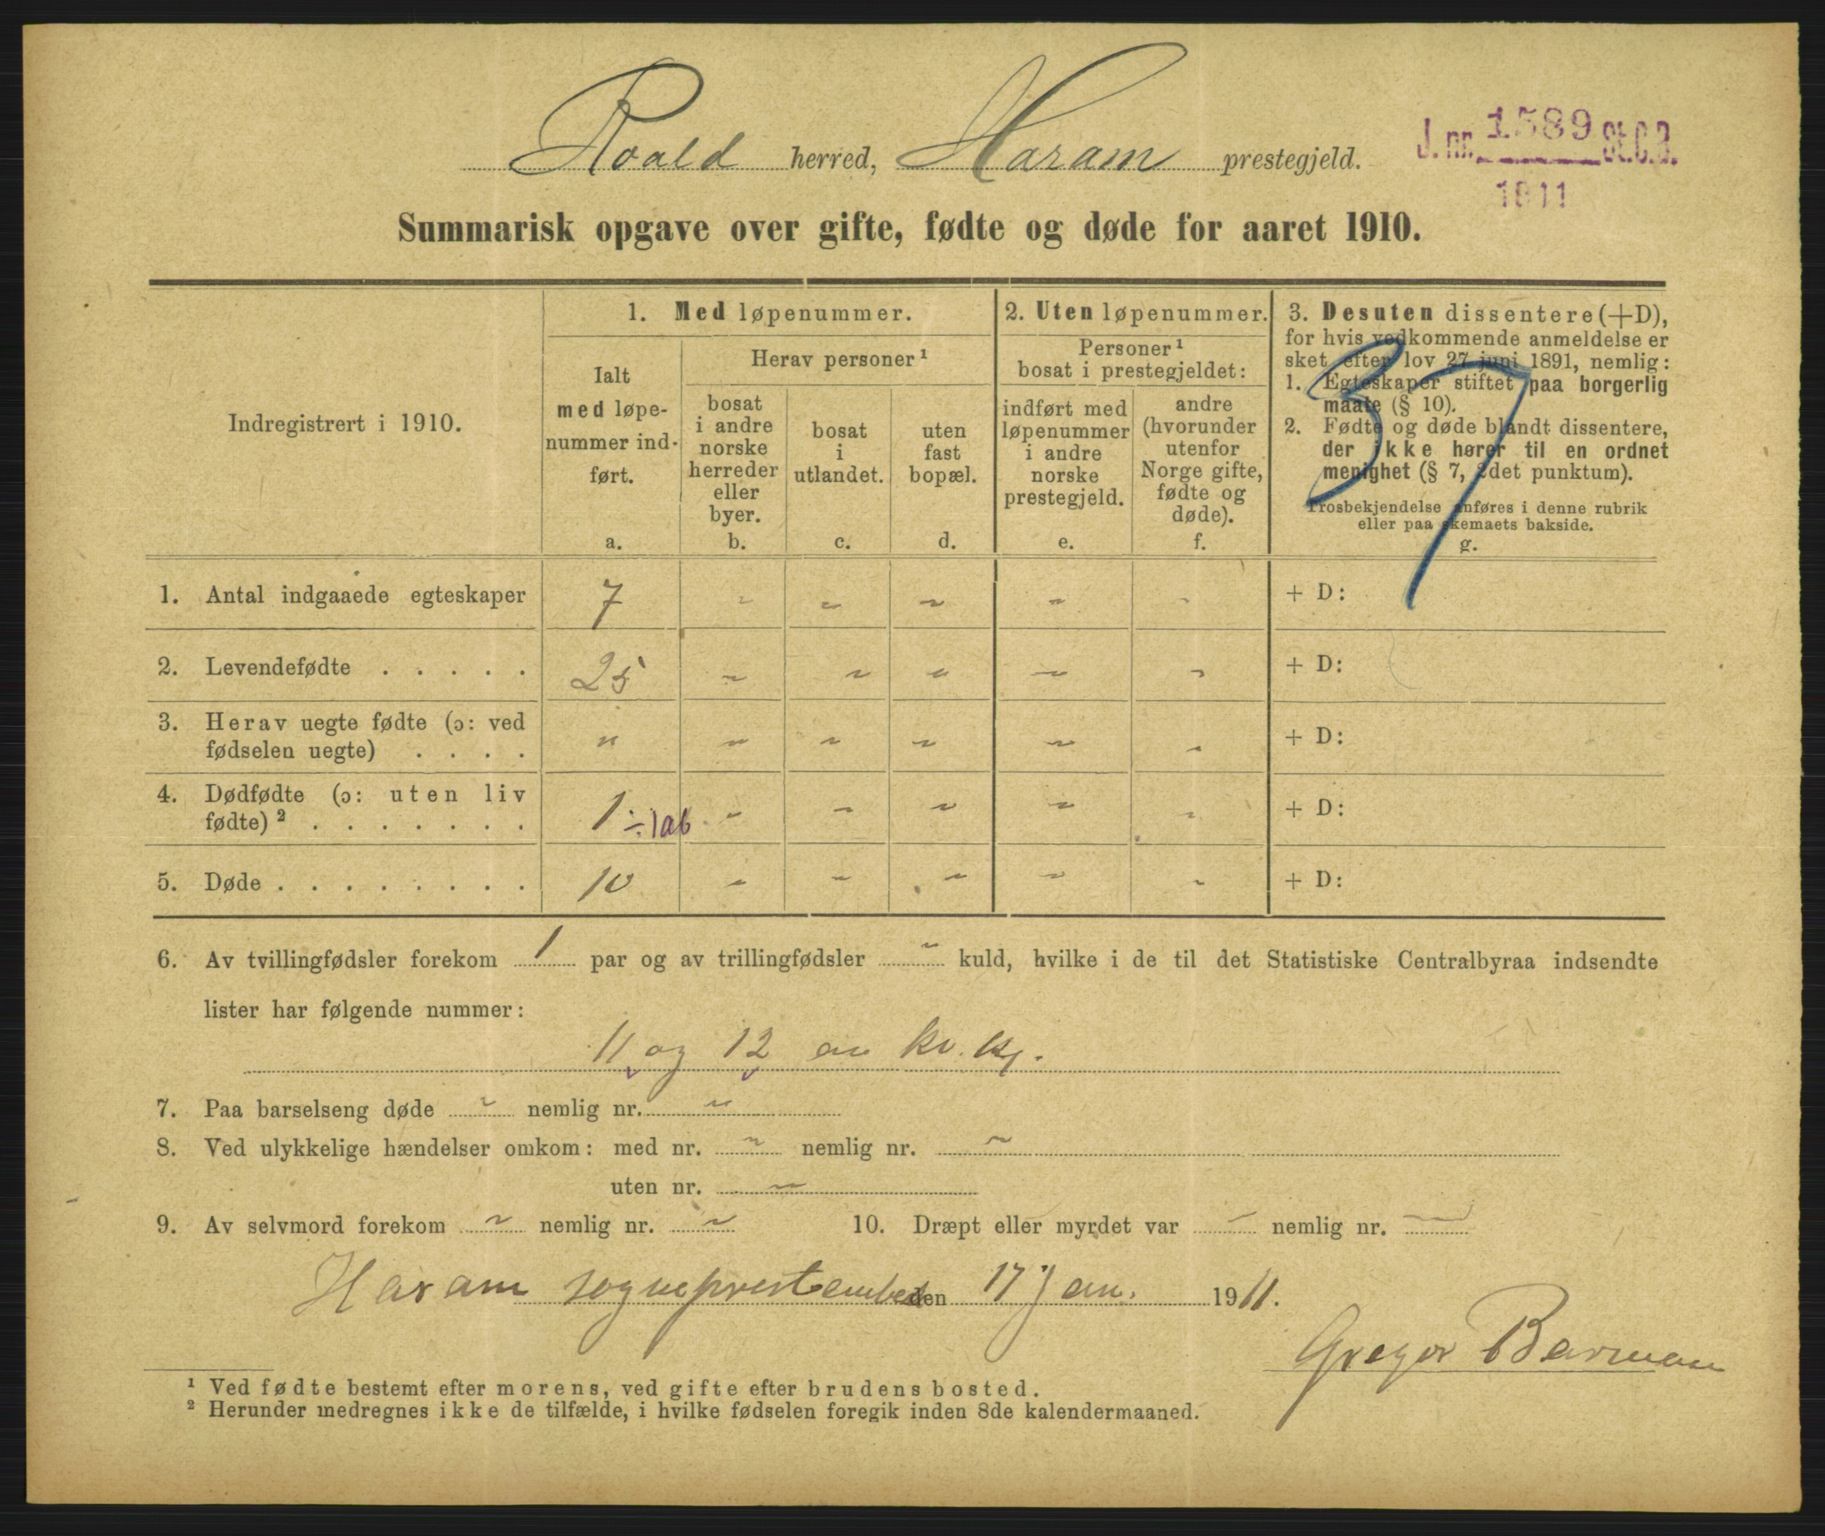 Roald herred, Haram prestegjeld.
J. nr. 1589 St.C.B.
1911
Summarisk opgave over gifte, fødte og døde for aaret 1910.
Indregistrert i 1910.
1. Med løpenummer.
Ialt
med løpe-
nummer ind-
ført.
a.
Herav personer¹
bosat
i andre
norske
herreder
eller
byer.
b.
bosat
i
utlandet.
c.
uten
fast
bopæl.
d.
2. Uten løpenummer.
Personer¹
bosat i prestegjeldet:
indført med
løpenummer
i andre
norske
prestegjeld.
e.
andre
(hvorunder
utenfor
Norge gifte,
fødte og
døde).
f.
3. Desuten dissentere (+D),
for hvis vedkommende anmeldelse er
sket efter lov 27 juni 1891, nemlig:
1. Egteskaper stiftet paa borgerlig
maate (§ 10).
2. Fødte og døde blandt dissentere,
der ikke hører til en ordnet
menighet (§ 7, 2det punktum).
Trosbekjendelse anføres i denne rubrik
eller paa skemaets bakside.
g.
37
1. Antal indgaaede egteskaper 7 " " " " " + D:
2. Levendefødte . . . . . 25 " " " " " + D:
3. Herav uegte fødte (ɔ: ved
fødselen uegte) . . . . " " " " " " + D:
4. Dødfødte (ɔ: uten liv
fødte)² . . . . . . . 1 ÷1ab " " " " " + D:
5. Døde . . . . . . . . 10 " " " " " + D:
6. Av tvillingfødsler forekom 1 par og av trillingfødsler " kuld, hvilke i de til det Statistiske Centralbyraa indsendte
lister har følgende nummer:
11 og 12 av kv. kj.
7. Paa barselseng døde " nemlig nr. "
8. Ved ulykkelige hændelser omkom: med nr. " nemlig nr. "
uten nr. "
9. Av selvmord forekom " nemlig nr. " 10. Dræpt eller myrdet var " nemlig nr. "
Haram sogneprestembed den 17 jan. 1911.
Gregor Barman
¹ Ved fødte bestemt efter morens, ved gifte efter brudens bosted.
² Herunder medregnes ikke de tilfælde, i hvilke fødselen foregik inden 8de kalendermaaned.